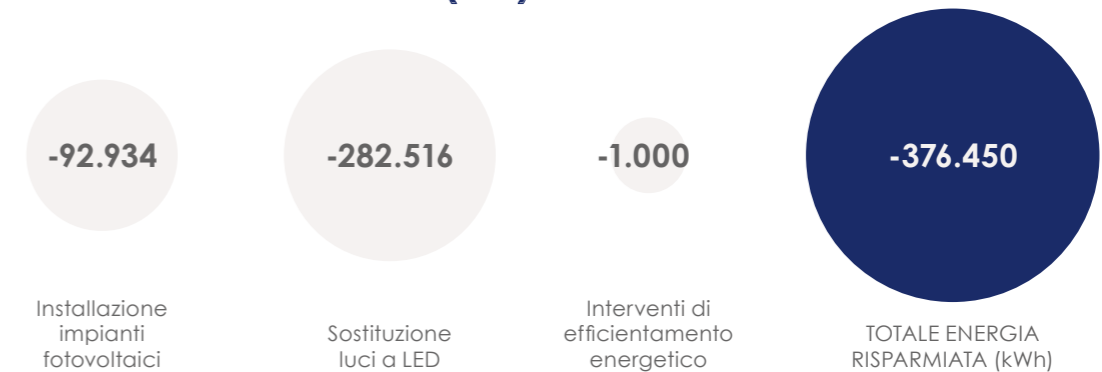 -92.934
-282.516
-1.000
-376.450
Installazione
impianti
fotovoltaici
Sostituzione
luci a LED
Interventi di
efficientamento
energetico
TOTALE ENERGIA
RISPARMIATA (kWh)